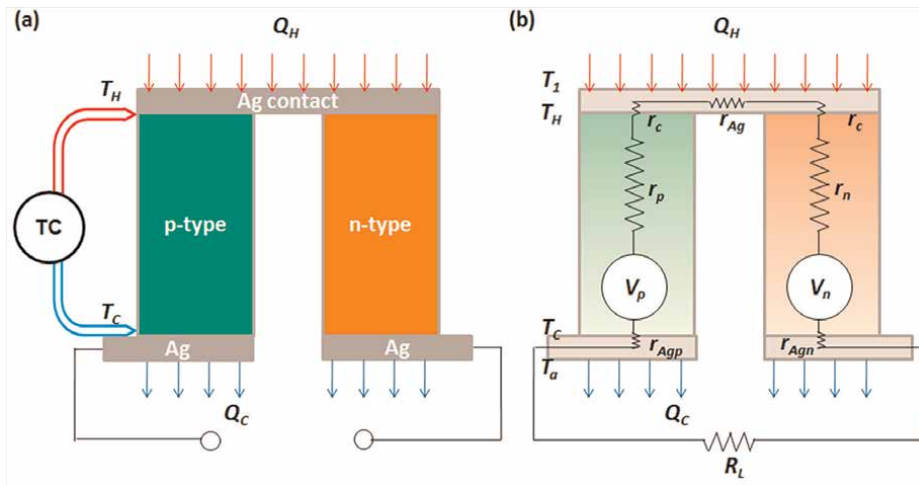 (a)
Q_H
T_H
Ag contact
TC
p-type
n-type
T_C
Ag
Ag
Q_C
(b)
Q_H
T_1
T_H
r_c
r_Ag
r_c
r_p
r_n
V_p
V_n
T_C
r_Agp
r_Agn
T_a
Q_C
R_L